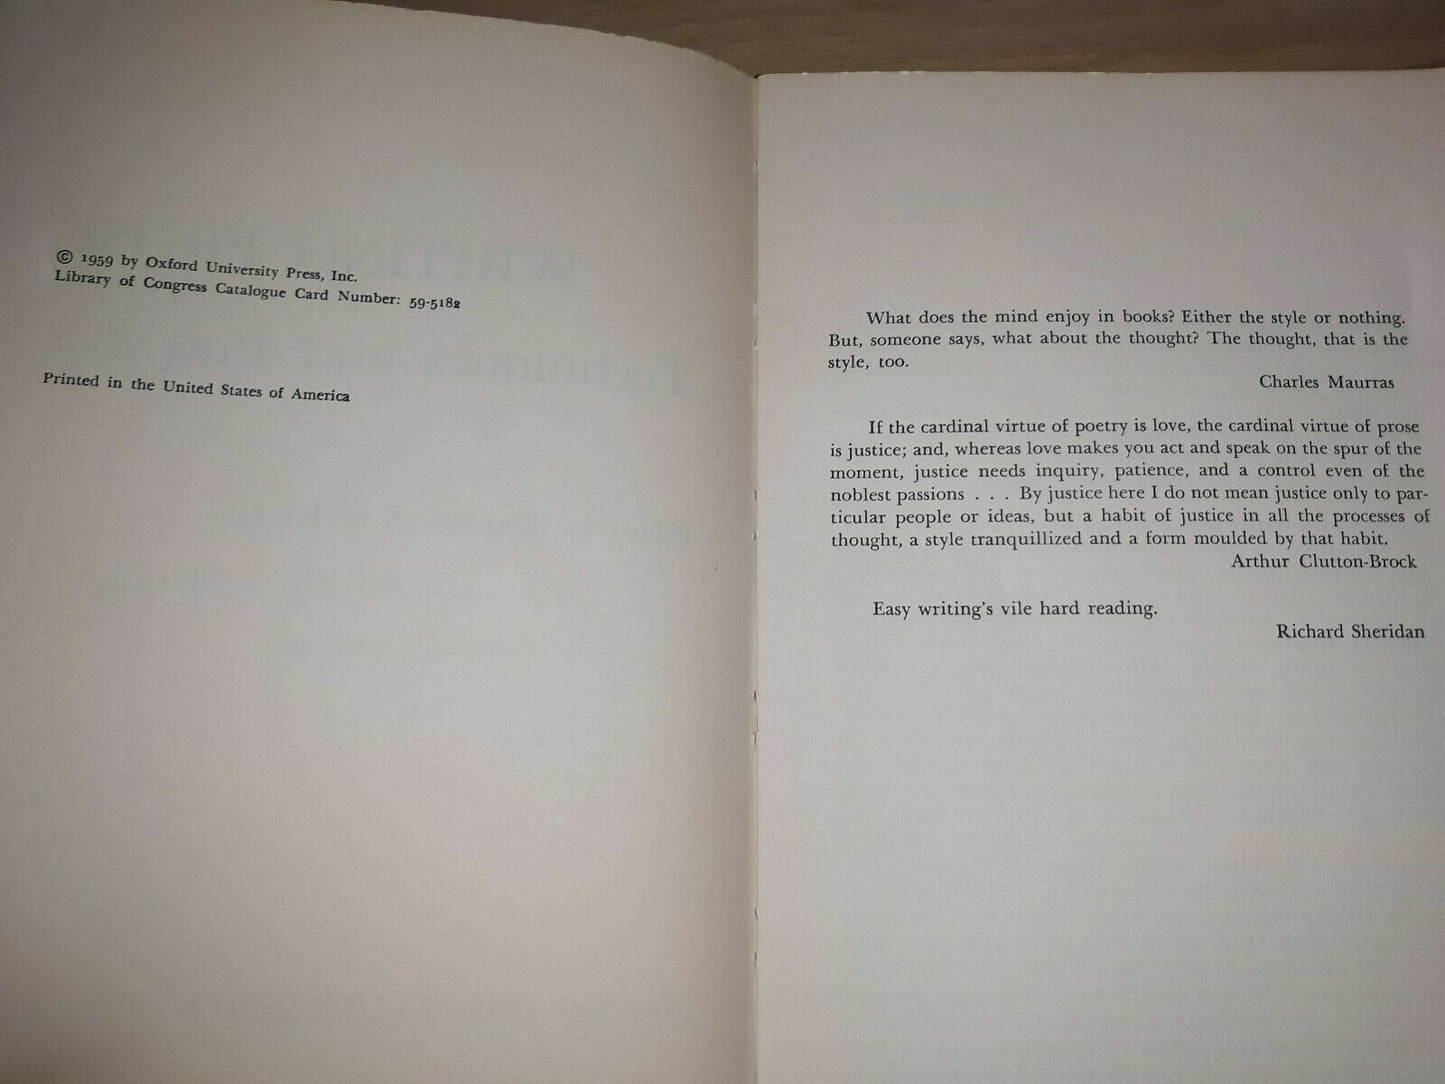 © 1959 by Oxford University Press, Inc.
Library of Congress Catalogue Card Number: 59-5182
Printed in the United States of America
What does the mind enjoy in books? Either the style or nothing.
But, someone says, what about the thought? The thought, that is the
style, too.
Charles Maurras
If the cardinal virtue of poetry is love, the cardinal virtue of prose
is justice; and, whereas love makes you act and speak on the spur of the
moment, justice needs inquiry, patience, and a control even of the
noblest passions . . . By justice here I do not mean justice only to par-
ticular people or ideas, but a habit of justice in all the processes of
thought, a style tranquillized and a form moulded by that habit.
Arthur Clutton-Brock
Easy writing's vile hard reading.
Richard Sheridan